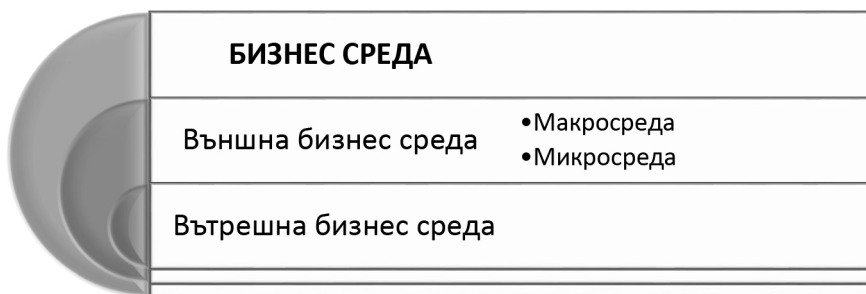 БИЗНЕС СРЕДА
Външна бизнес среда
•Макросреда
•Микросреда
Вътрешна бизнес среда